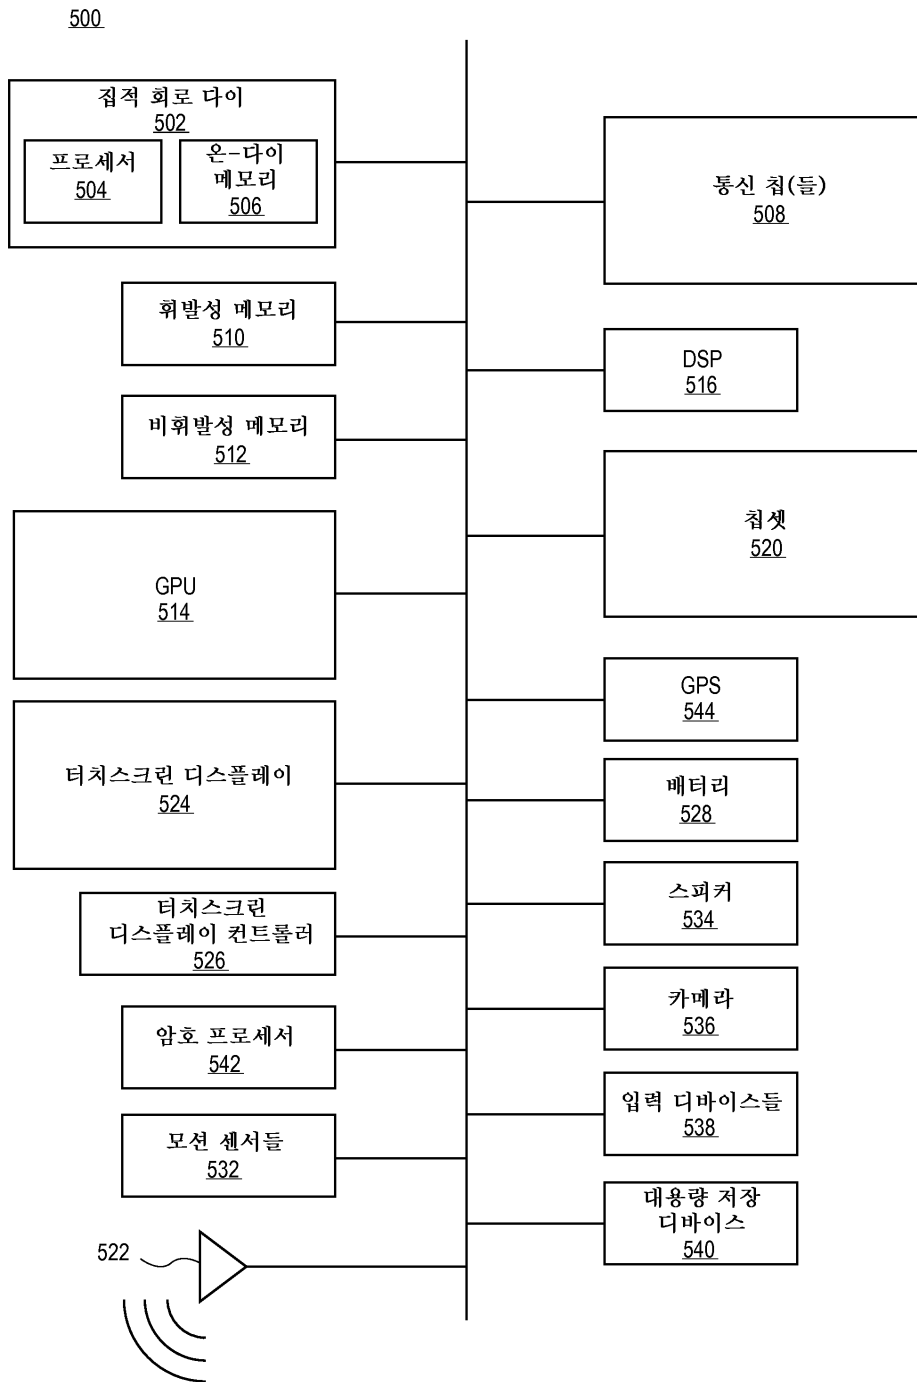 500
집적 회로 다이
502
프로세서
504
온-다이
메모리
506
휘발성 메모리
510
비휘발성 메모리
512
GPU
514
터치스크린 디스플레이
524
터치스크린
디스플레이 컨트롤러
526
암호 프로세서
542
모션 센서들
532
522
통신 칩(들)
508
DSP
516
칩셋
520
GPS
544
배터리
528
스피커
534
카메라
536
입력 디바이스들
538
대용량 저장
디바이스
540